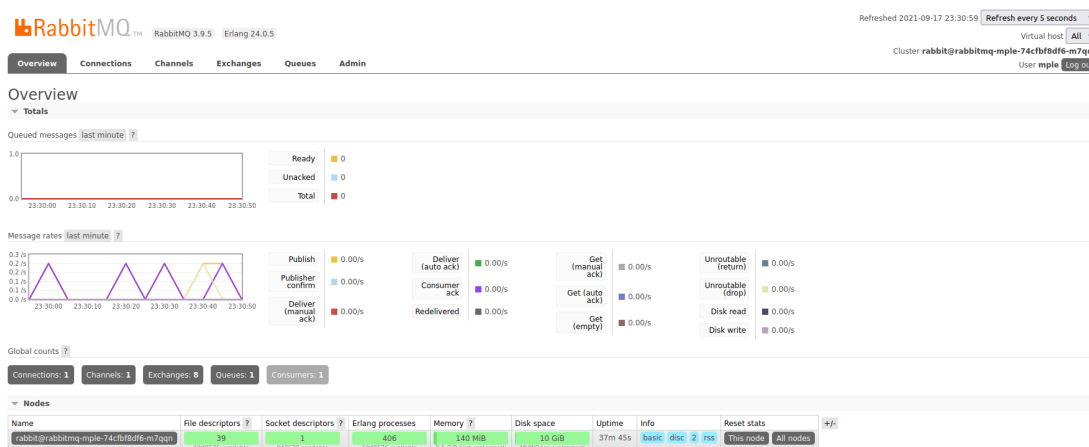 RabbitMQ TM RabbitMQ 3.9.5 Erlang 24.0.5
Refreshed 2021-09-17 23:30:59 Refresh every 5 seconds
Virtual host All
Cluster rabbit@rabbitmq-mple-74cfbf8df6-m7qq
User mple Log ou
Overview Connections Channels Exchanges Queues Admin
Overview
Totals
Queued messages last minute ?
1.0
0.0
23:30:00 23:30:10 23:30:20 23:30:30 23:30:40 23:30:50
Ready 0
Unacked 0
Total 0
Message rates last minute ?
0.3 /s
0.2 /s
0.2 /s
0.1 /s
0.1 /s
0.0 /s
23:30:00 23:30:10 23:30:20 23:30:30 23:30:40 23:30:50
Publish 0.00/s
Publisher confirm 0.00/s
Deliver (manual ack) 0.00/s
Deliver (auto ack) 0.00/s
Consumer ack 0.00/s
Redelivered 0.00/s
Get (manual ack) 0.00/s
Get (auto ack) 0.00/s
Get (empty) 0.00/s
Unroutable (return) 0.00/s
Unroutable (drop) 0.00/s
Disk read 0.00/s
Disk write 0.00/s
Global counts ?
Connections: 1 Channels: 1 Exchanges: 8 Queues: 1 Consumers: 1
Nodes
Name File descriptors ? Socket descriptors ? Erlang processes Memory ? Disk space Uptime Info Reset stats +/-
rabbit@rabbitmq-mple-74cfbf8df6-m7qqn 39 1 406 140 MiB 10 GiB 37m 45s basic disc 2 rss This node All nodes